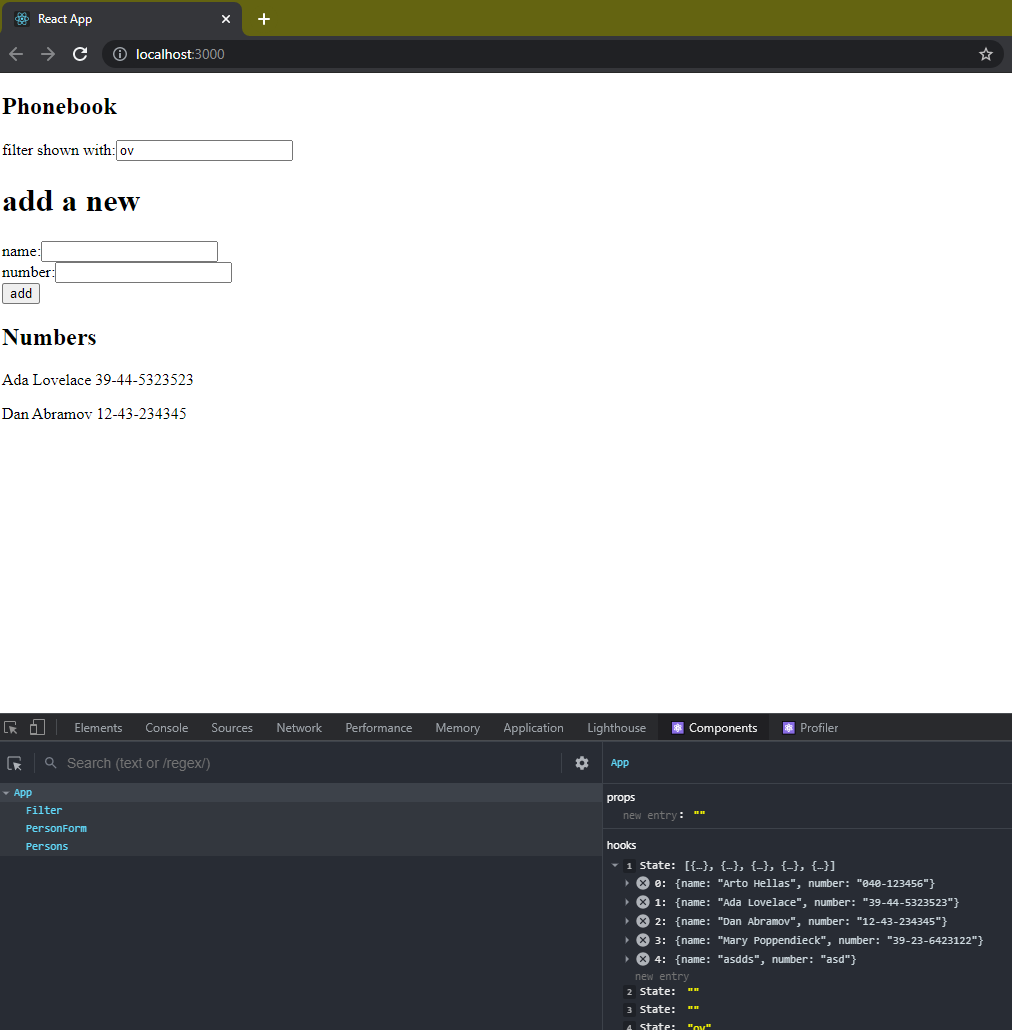 React App
localhost:3000
Phonebook
filter shown with: ov
add a new
name:
number:
add
Numbers
Ada Lovelace 39-44-5323523
Dan Abramov 12-43-234345
Elements Console Sources Network Performance Memory Application Lighthouse Components Profiler
Search (text or /regex/)
App
Filter
PersonForm
Persons
App
props
new entry: ""
hooks
1 State: [{…}, {…}, {…}, {…}, {…}]
0: {name: "Arto Hellas", number: "040-123456"}
1: {name: "Ada Lovelace", number: "39-44-5323523"}
2: {name: "Dan Abramov", number: "12-43-234345"}
3: {name: "Mary Poppendieck", number: "39-23-6423122"}
4: {name: "asdds", number: "asd"}
new entry
2 State: ""
3 State: ""
4 State: "ov"